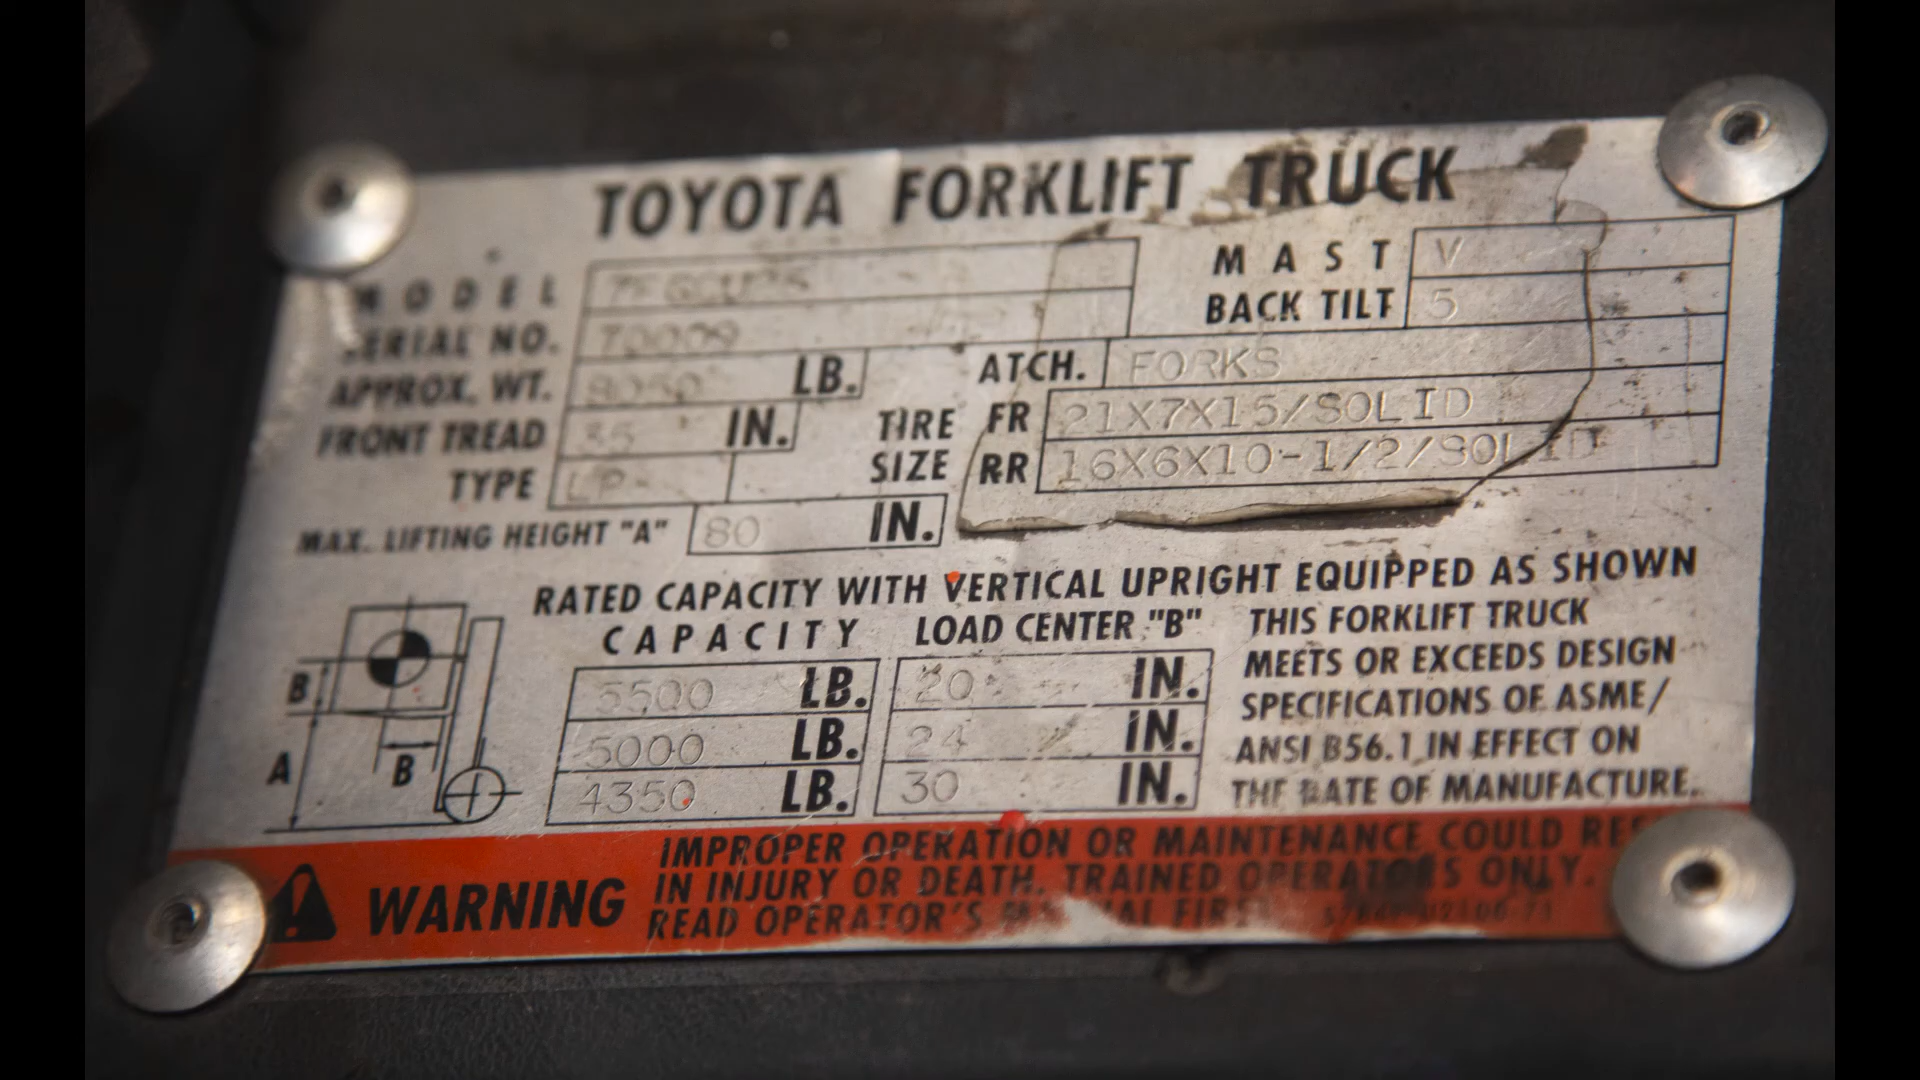 TOYOTA FORKLIFT TRUCK
MODEL
MAST V
SERIAL NO. 70009
BACK TILT 5
APPROX. WT. 8050 LB.
ATCH. FORKS
FRONT TREAD 35 IN.
TIRE SIZE FR 21X7X15/SOLID
TYPE LP
RR 16X6X10-1/2/SOLID
MAX. LIFTING HEIGHT "A" 80 IN.
RATED CAPACITY WITH VERTICAL UPRIGHT EQUIPPED AS SHOWN
CAPACITY LOAD CENTER "B"
5500 LB. 20 IN.
5000 LB. 24 IN.
4350 LB. 30 IN.
B
A
B
THIS FORKLIFT TRUCK
MEETS OR EXCEEDS DESIGN
SPECIFICATIONS OF ASME/
ANSI B56.1 IN EFFECT ON
THE DATE OF MANUFACTURE.
WARNING
IMPROPER OPERATION OR MAINTENANCE COULD
IN INJURY OR DEATH. TRAINED OPERATORS ONLY.
READ OPERATOR'S MANUAL FIRST